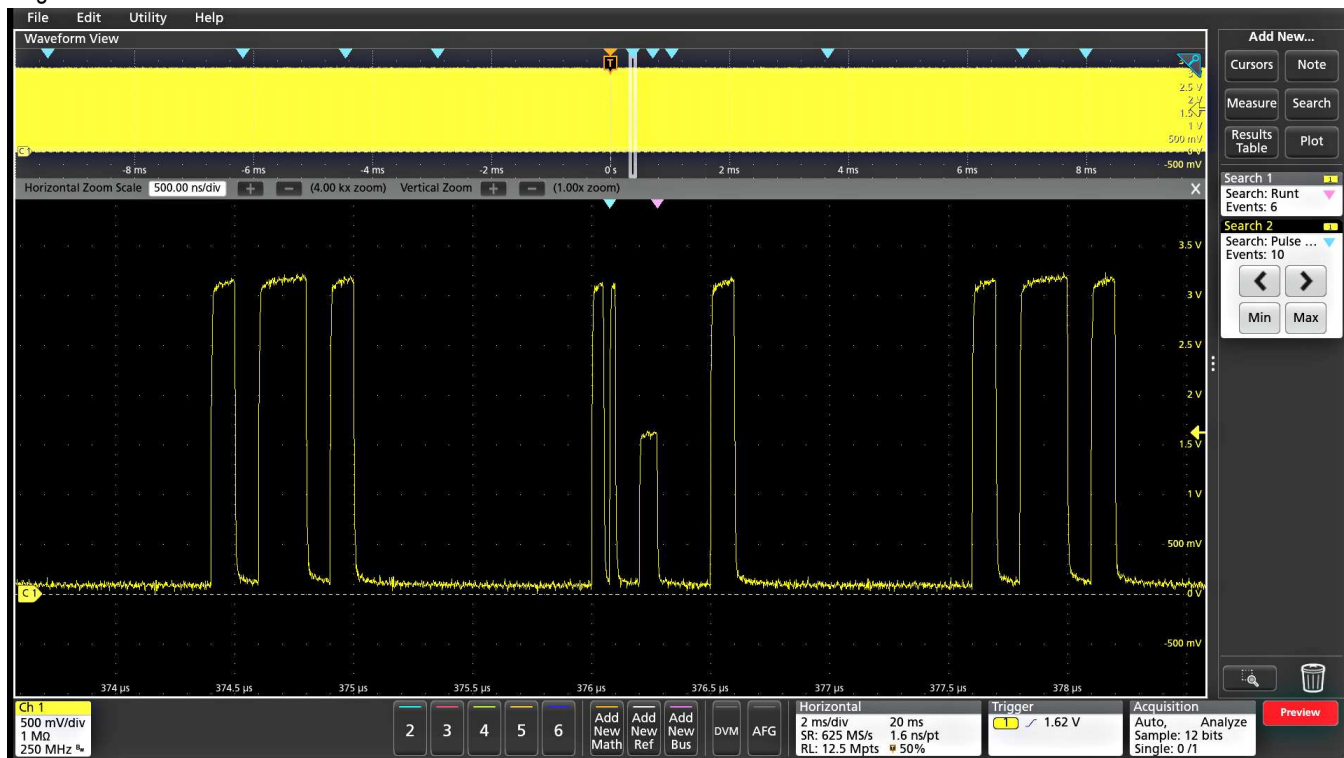 File Edit Utility Help
Waveform View
Add New...
Cursors Note
Measure Search
Results Table Plot
T
2.5 V
1 V
500 mV
-500 mV
C1
-8 ms -6 ms -4 ms -2 ms 0 s 2 ms 4 ms 6 ms 8 ms
Horizontal Zoom Scale 500.00 ns/div + - (4.00 kx zoom) Vertical Zoom + - (1.00x zoom) X
Search 1 1
Search: Runt
Events: 6
Search 2 1
Search: Pulse ...
Events: 10
< >
Min Max
3.5 V
3 V
2.5 V
2 V
1.5 V
1 V
500 mV
C1
0 V
-500 mV
374 µs 374.5 µs 375 µs 375.5 µs 376 µs 376.5 µs 377 µs 377.5 µs 378 µs
Ch 1
500 mV/div
1 MΩ
250 MHz Bw
2 3 4 5 6
Add New Math
Add New Ref
Add New Bus
DVM AFG
Horizontal
2 ms/div 20 ms
SR: 625 MS/s 1.6 ns/pt
RL: 12.5 Mpts 50%
Trigger
1 1.62 V
Acquisition
Auto, Analyze
Sample: 12 bits
Single: 0 /1
Preview